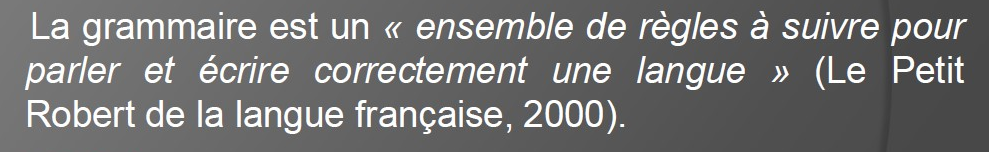 La grammaire est un « ensemble de règles à suivre pour
parler et écrire correctement une langue » (Le Petit
Robert de la langue française, 2000).